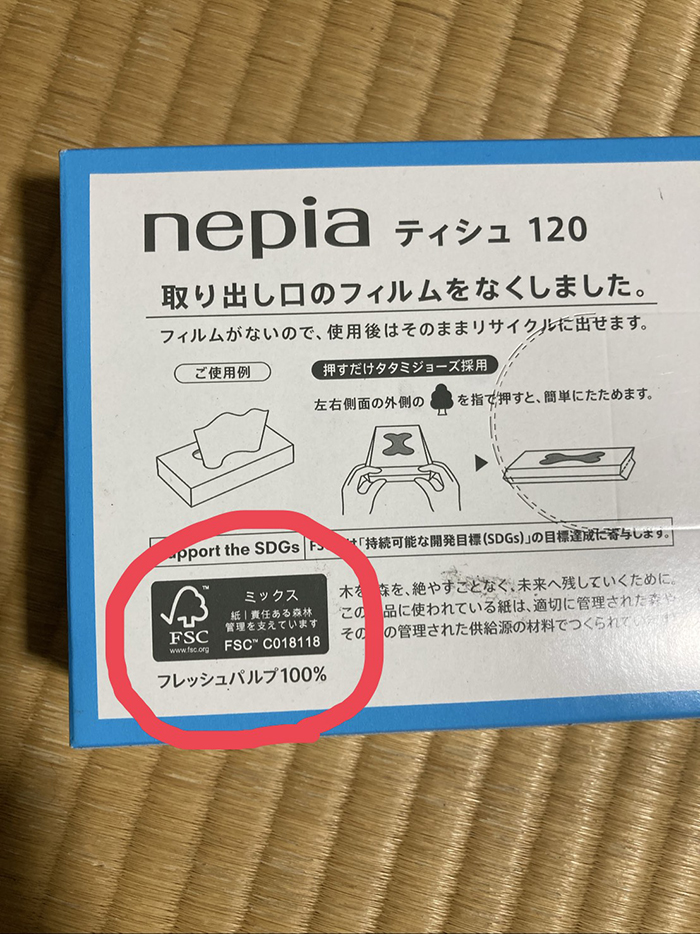 nepia ティシュ 120
取り出し口のフィルムをなくしました。
フィルムがないので、使用後はそのままリサイクルに出せます。
ご使用例
押すだけタタミジョーズ採用
左右側面の外側の を指で押すと、簡単にたためます。
upport the SDGs
「持続可能な開発目標(SDGs)」の目標達成に寄与します。
FSC
www.fsc.org
ミックス
紙|責任ある森林
管理を支えています
FSC™ C018118
フレッシュパルプ100%
木を 森を、絶やすことなく、未来へ残していくために。
この 品に使われている紙は、適切に管理された森や
その の管理された供給源の材料でつくられています